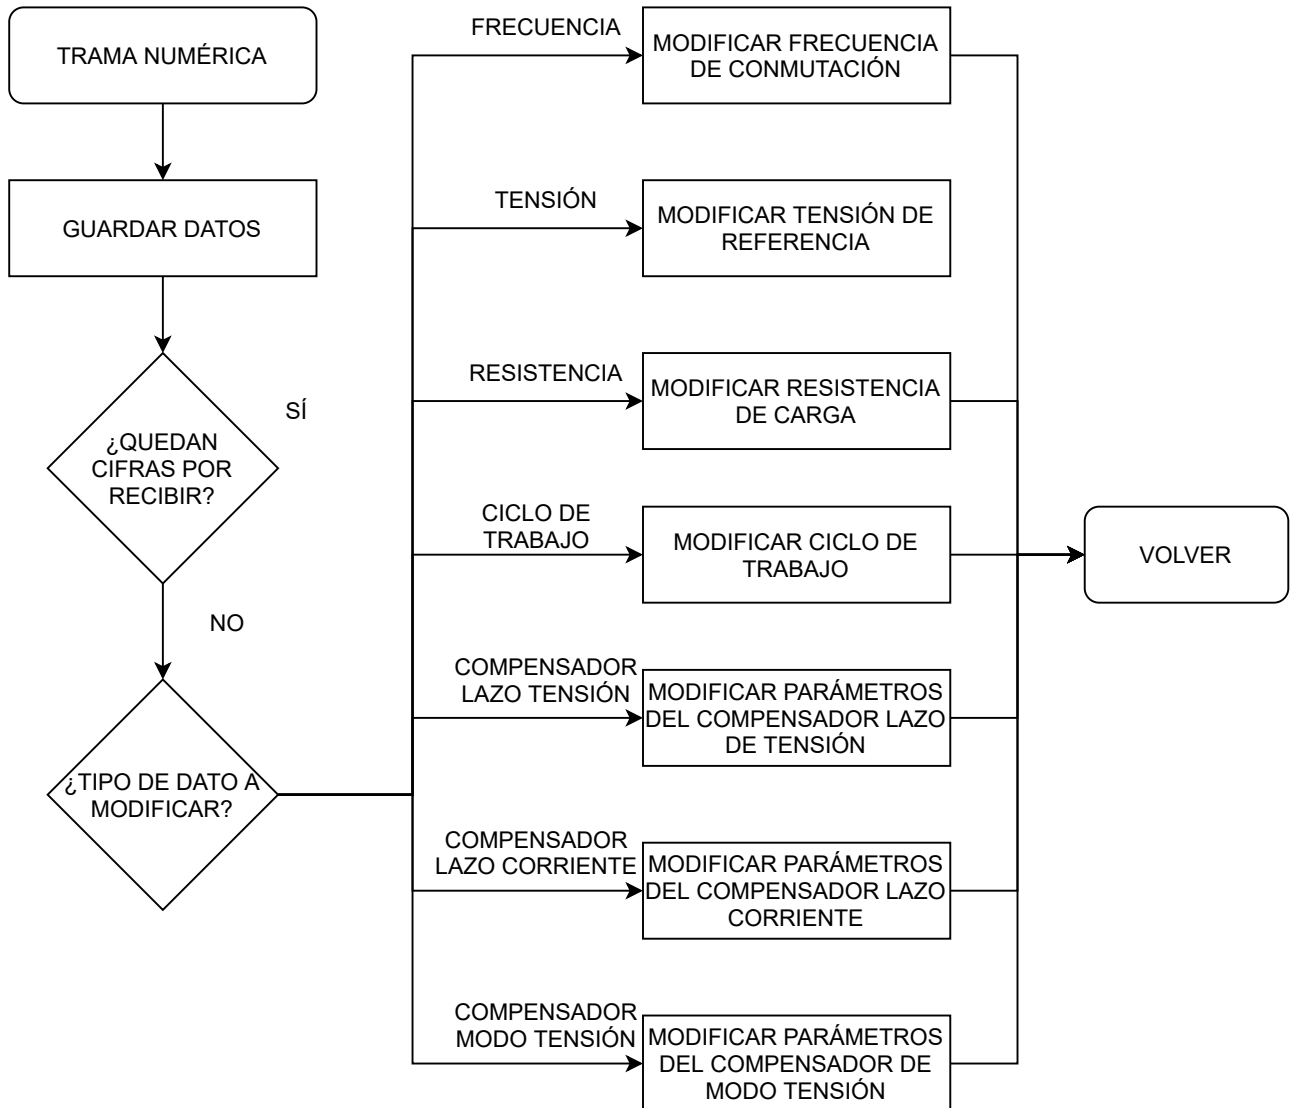 TRAMA NUMÉRICA
GUARDAR DATOS
¿QUEDAN
CIFRAS POR
RECIBIR?
SÍ
NO
¿TIPO DE DATO A
MODIFICAR?
FRECUENCIA
MODIFICAR FRECUENCIA
DE CONMUTACIÓN
TENSIÓN
MODIFICAR TENSIÓN DE
REFERENCIA
RESISTENCIA
MODIFICAR RESISTENCIA
DE CARGA
CICLO DE
TRABAJO
MODIFICAR CICLO DE
TRABAJO
COMPENSADOR
LAZO TENSIÓN
MODIFICAR PARÁMETROS
DEL COMPENSADOR LAZO
DE TENSIÓN
COMPENSADOR
LAZO CORRIENTE
MODIFICAR PARÁMETROS
DEL COMPENSADOR LAZO
CORRIENTE
COMPENSADOR
MODO TENSIÓN
MODIFICAR PARÁMETROS
DEL COMPENSADOR DE
MODO TENSIÓN
VOLVER